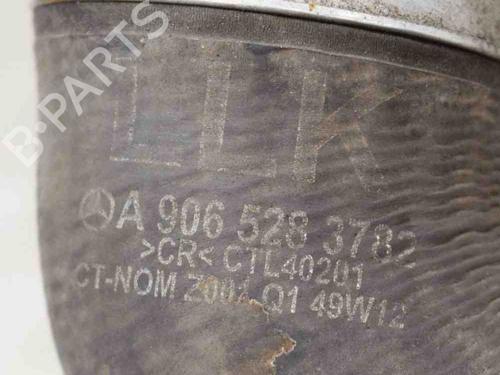 B-PARTS
LLK
A 906 528 3782
>CR< CTL40201
CT-NOM Z001 Q1 49W12